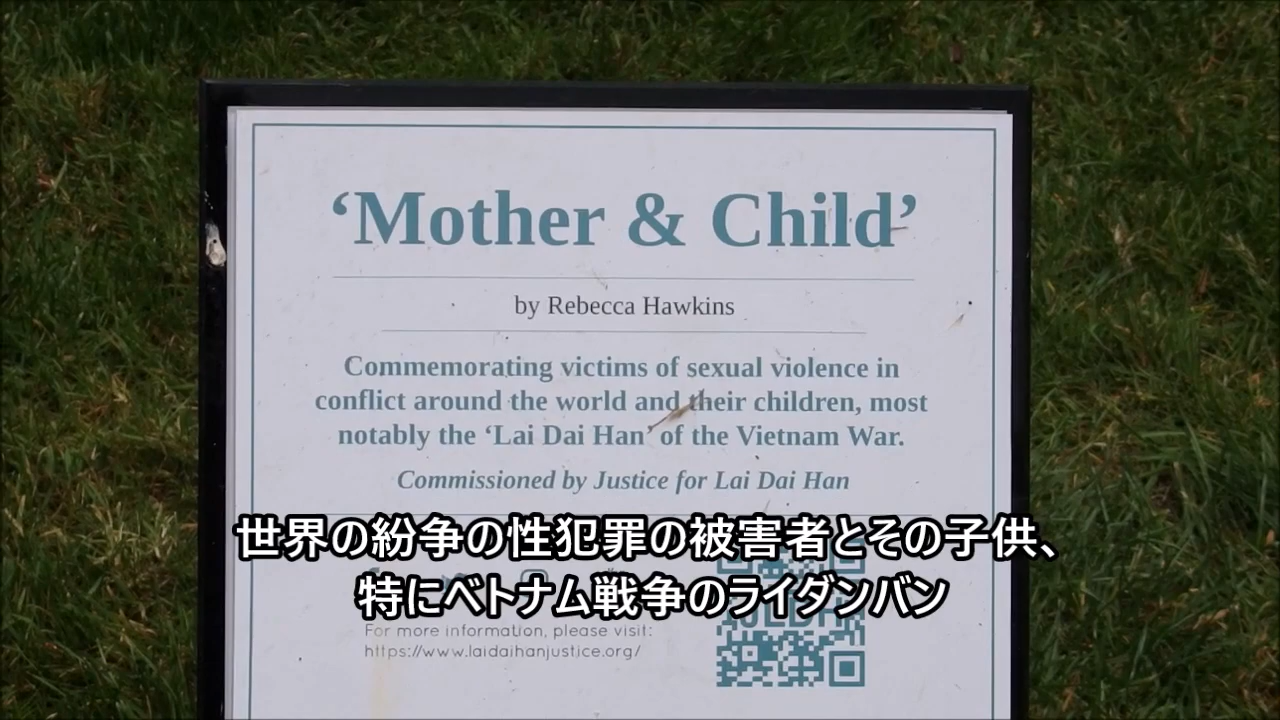 ‘Mother & Child’
by Rebecca Hawkins
Commemorating victims of sexual violence in
conflict around the world and their children, most
notably the ‘Lai Dai Han’ of the Vietnam War.
Commissioned by Justice for Lai Dai Han
世界の紛争の性犯罪の被害者とその子供、
特にベトナム戦争のライダンバン
For more information, please visit:
https://www.laidaihanjustice.org/